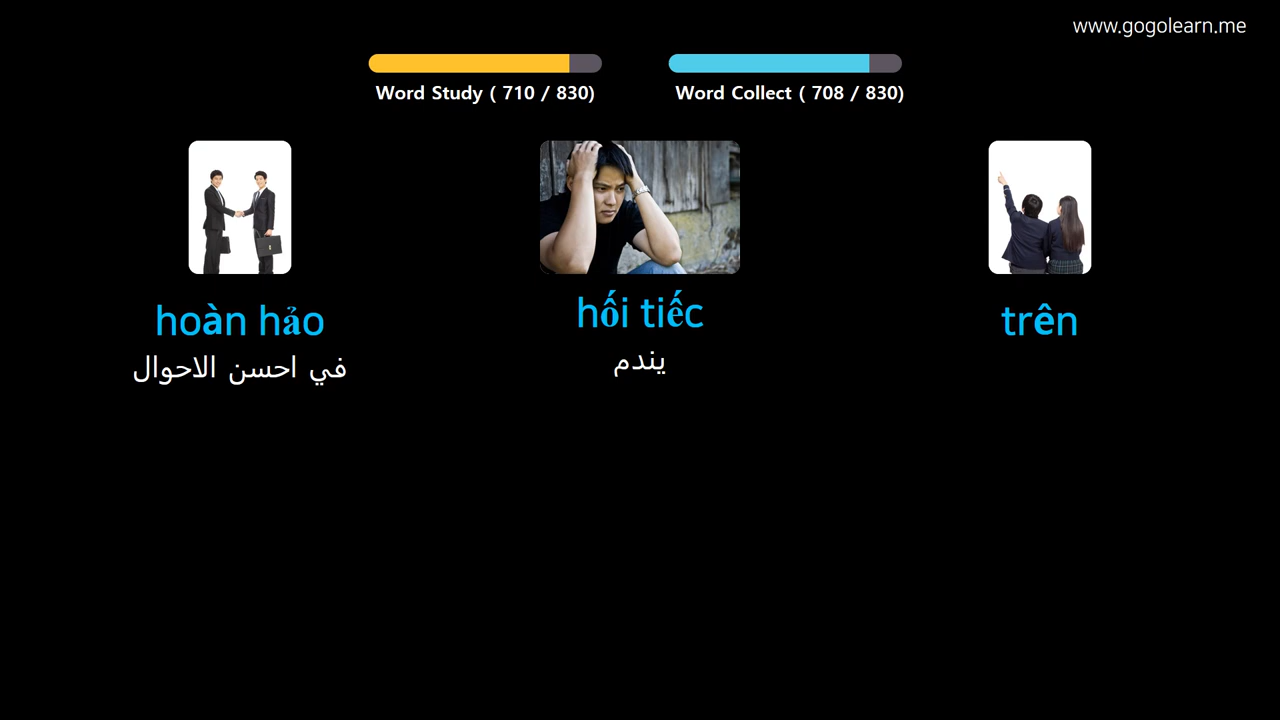 www.gogolearn.me
Word Study ( 710 / 830)
Word Collect ( 708 / 830)
hoàn hảo
في احسن الاحوال
hối tiếc
يندم
trên